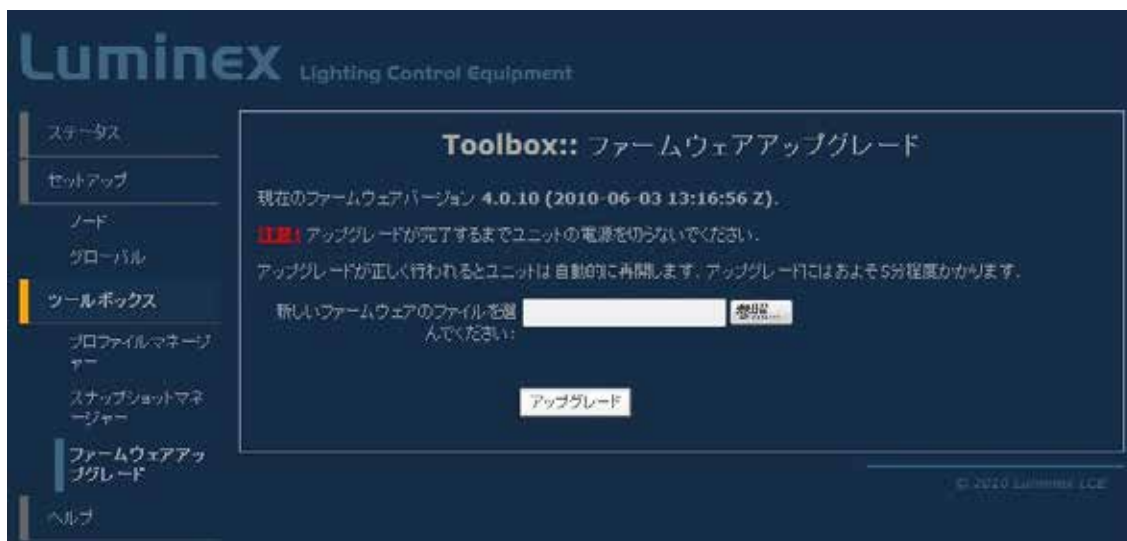 Luminex Lighting Control Equipment
ステータス
セットアップ
ノード
グローバル
ツールボックス
プロファイルマネージ
ャー
スナップショットマネ
ージャー
ファームウェアアッ
プグレード
ヘルプ
Toolbox:: ファームウェアアップグレード
現在のファームウェアバージョン 4.0.10 (2010-06-03 13:16:56 Z).
注意! アップグレードが完了するまでユニットの電源を切らないでください.
アップグレードが正しく行われるとユニットは自動的に再開します. アップグレードにはおよそ5分程度かかります.
新しいファームウェアのファイルを選
んでください:
参照...
アップグレード
© 2010 Luminex LCE